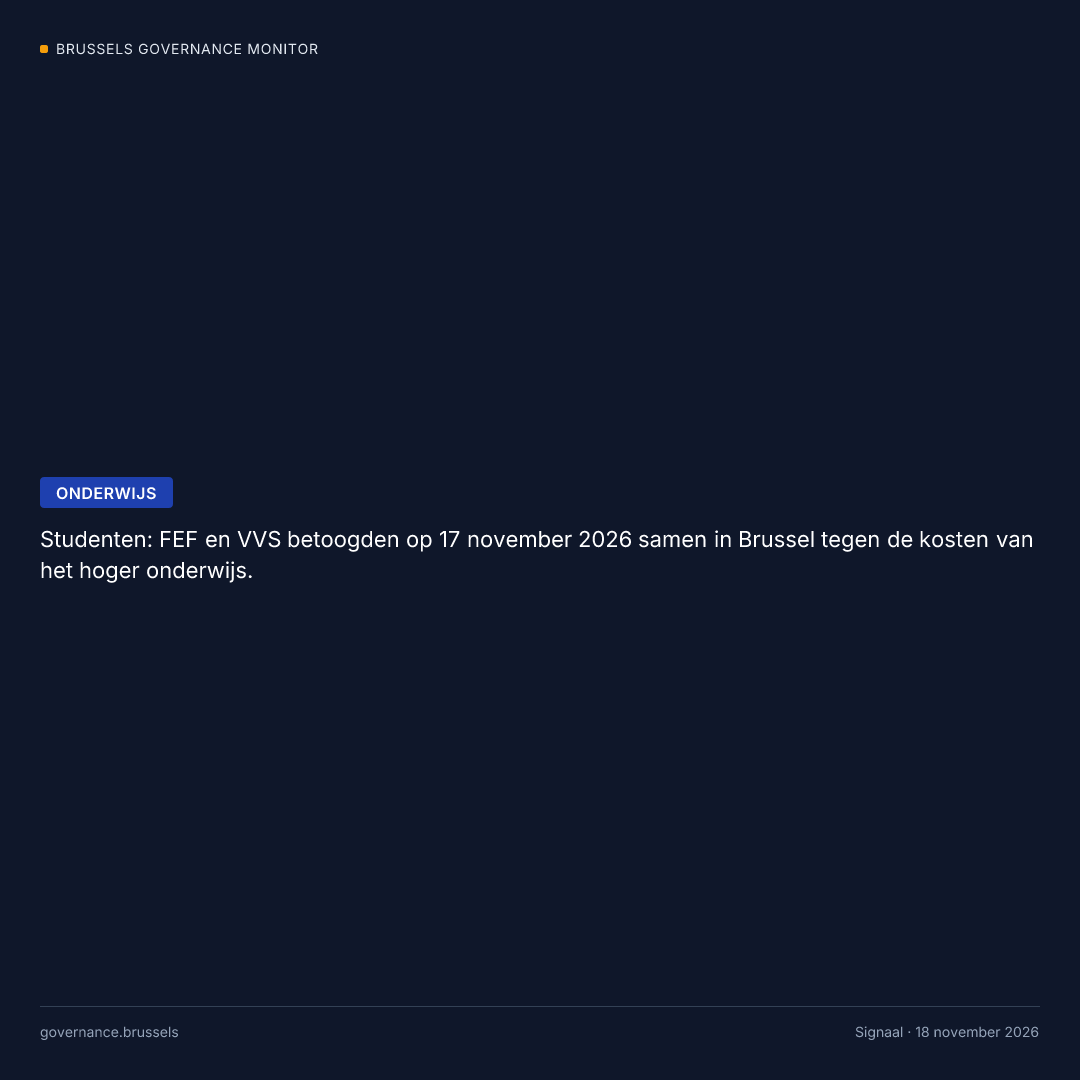 BRUSSELS GOVERNANCE MONITOR
ONDERWIJS
Studenten: FEF en VVS betoogden op 17 november 2026 samen in Brussel tegen de kosten van
het hoger onderwijs.
governance.brussels
Signaal · 18 november 2026